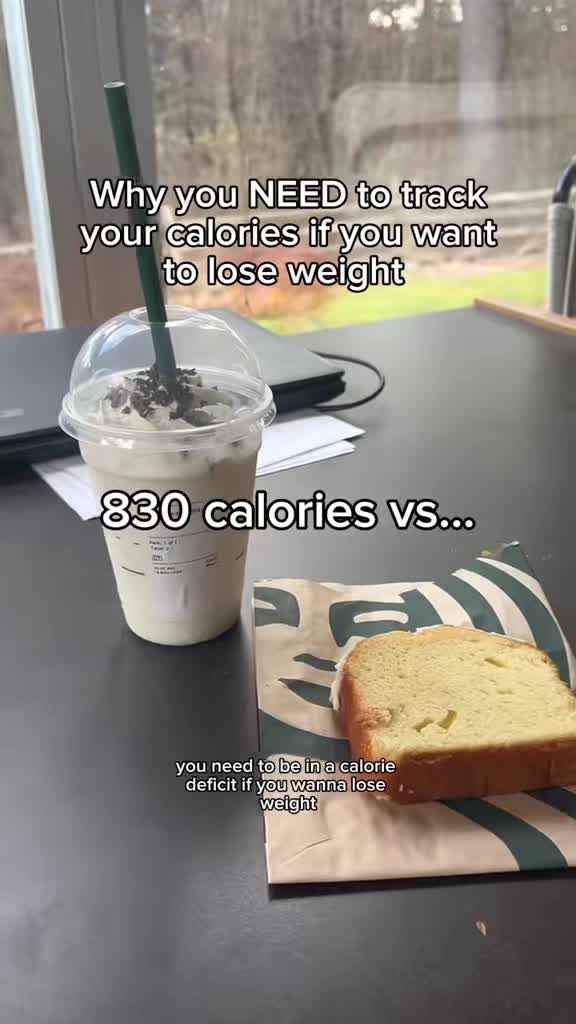 Why you NEED to track
your calories if you want
to lose weight
830 calories vs...
you need to be in a calorie
deficit if you wanna lose
weight